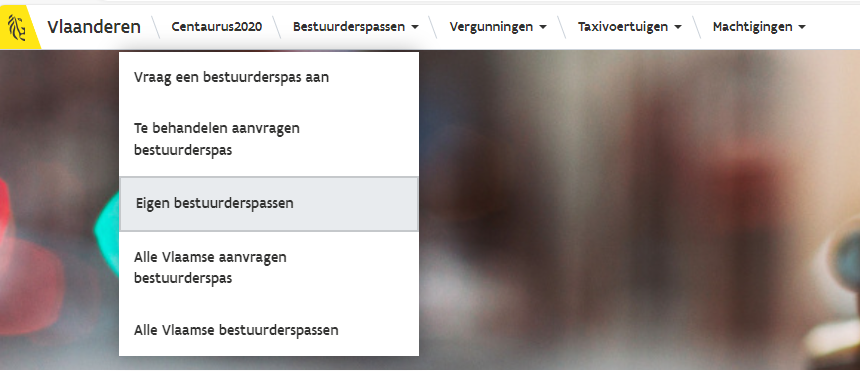 Vlaanderen
Centaurus2020
Bestuurderspassen
Vergunningen
Taxivoertuigen
Machtigingen
Vraag een bestuurderspas aan
Te behandelen aanvragen
bestuurderspas
Eigen bestuurderspassen
Alle Vlaamse aanvragen
bestuurderspas
Alle Vlaamse bestuurderspassen